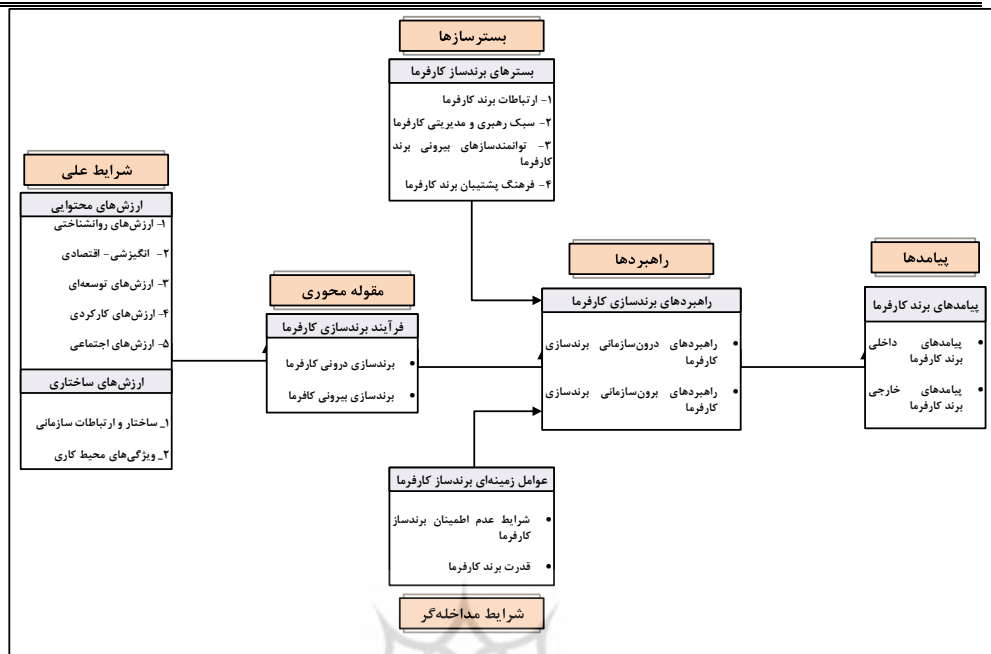 بسترسازها
بسترهای برندساز کارفرما
۱- ارتباطات برند کارفرما
۲- سبک رهبری و مدیریتی کارفرما
۳- توانمندسازهای بیرونی برند
کارفرما
۴- فرهنگ پشتیبان برند کارفرما
شرایط علی
ارزش‌های محتوایی
۱- ارزش‌های روانشناختی
۲- انگیزشی- اقتصادی
۳- ارزش‌های توسعه‌ای
۴- ارزش‌های کارکردی
۵- ارزش‌های اجتماعی
ارزش‌های ساختاری
۱_ ساختار و ارتباطات سازمانی
۲_ ویژگی‌های محیط کاری
مقوله محوری
فرآیند برندسازی کارفرما
• برندسازی درونی کارفرما
• برندسازی بیرونی کافرما
راهبردها
راهبردهای برندسازی کارفرما
• راهبردهای درون‌سازمانی برندسازی
کارفرما
• راهبردهای برون‌سازمانی برندسازی
کارفرما
پیامدها
پیامدهای برند کارفرما
• پیامدهای داخلی
برند کارفرما
• پیامدهای خارجی
برند کارفرما
عوامل زمینه‌ای برندساز کارفرما
• شرایط عدم اطمینان برندساز
کارفرما
• قدرت برند کارفرما
شرایط مداخله‌گر